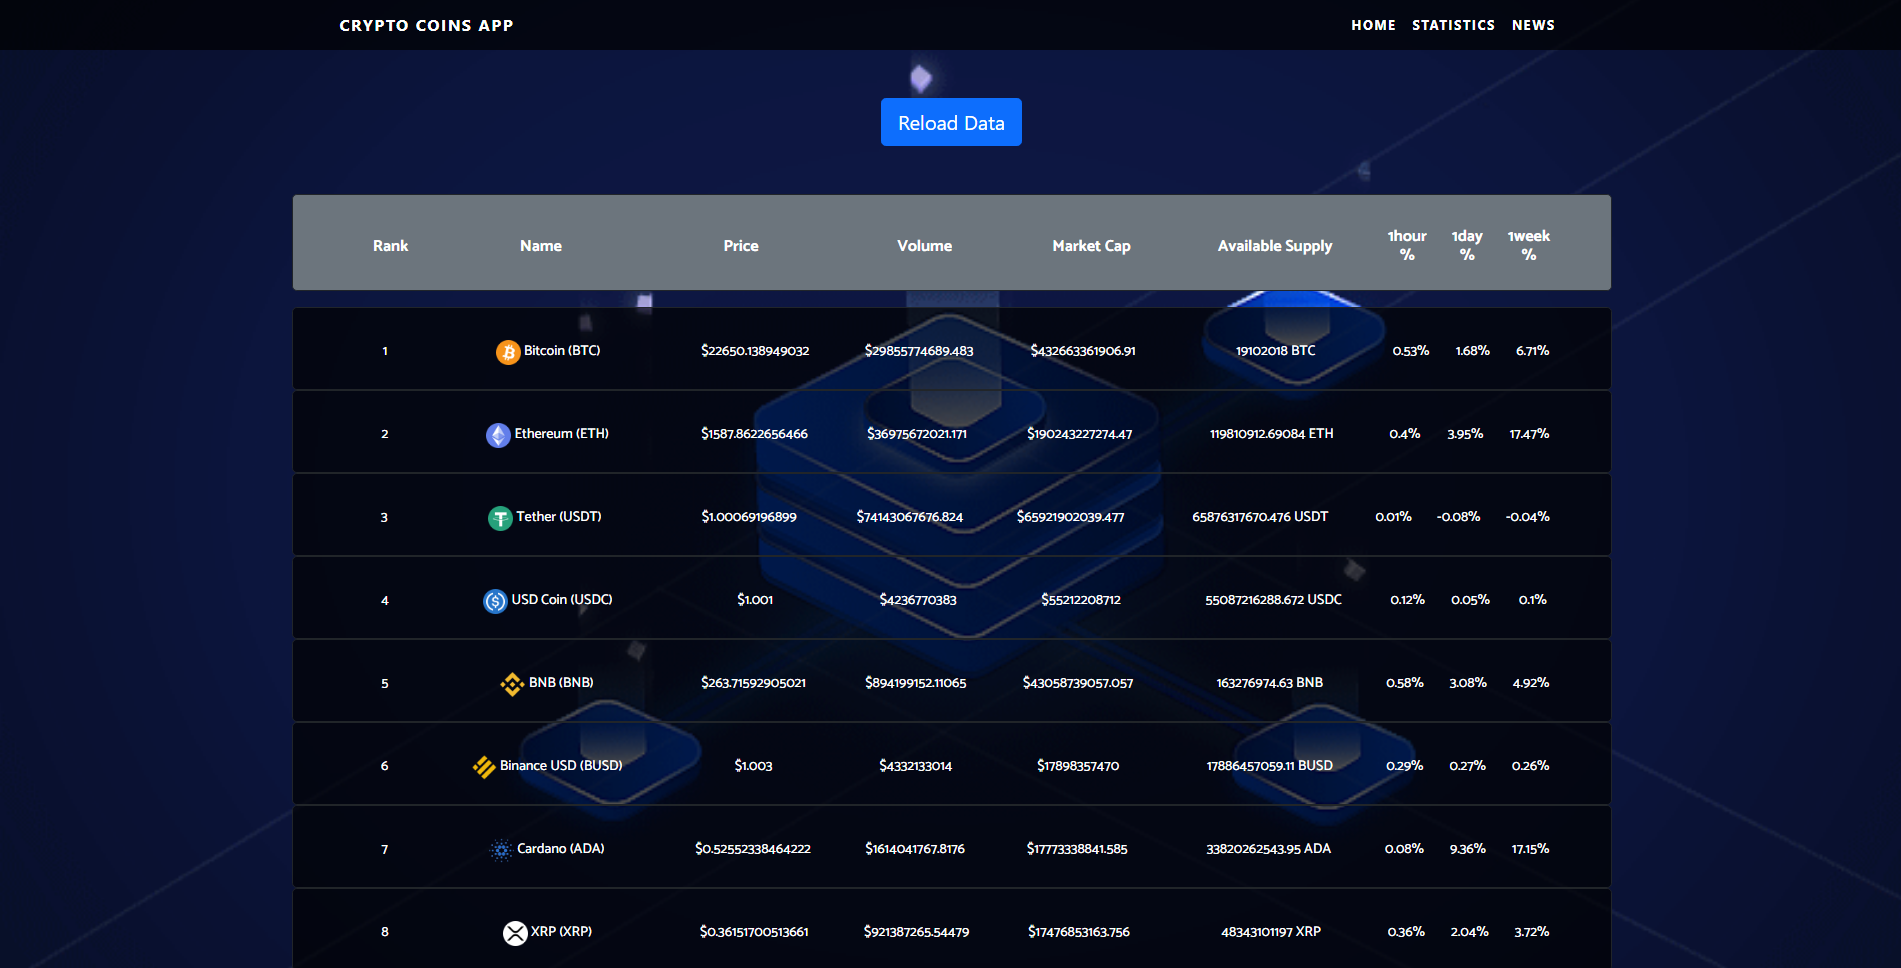 CRYPTO COINS APP HOME STATISTICS NEWS
Reload Data
Rank Name Price Volume Market Cap Available Supply 1hour % 1day % 1week %
1 Bitcoin (BTC) $22650.138949032 $29855774689.483 $432663361906.91 19102018 BTC 0.53% 1.68% 6.71%
2 Ethereum (ETH) $1587.8622656466 $36975672021.171 $190243227274.47 119810912.69084 ETH 0.4% 3.95% 17.47%
3 Tether (USDT) $1.00069196899 $74143067676.824 $65921902039.477 65876317670.476 USDT 0.01% -0.08% -0.04%
4 USD Coin (USDC) $1.001 $4236770383 $55212208712 55087216288.672 USDC 0.12% 0.05% 0.1%
5 BNB (BNB) $263.71592905021 $894199152.11065 $43058739057.057 163276974.63 BNB 0.58% 3.08% 4.92%
6 Binance USD (BUSD) $1.003 $4332133014 $17898357470 17886457059.11 BUSD 0.29% 0.27% 0.26%
7 Cardano (ADA) $0.52552338464222 $1614041767.8176 $17773338841.585 33820262543.95 ADA 0.08% 9.36% 17.15%
8 XRP (XRP) $0.36151700513661 $921387265.54479 $17476853163.756 48343101197 XRP 0.36% 2.04% 3.72%